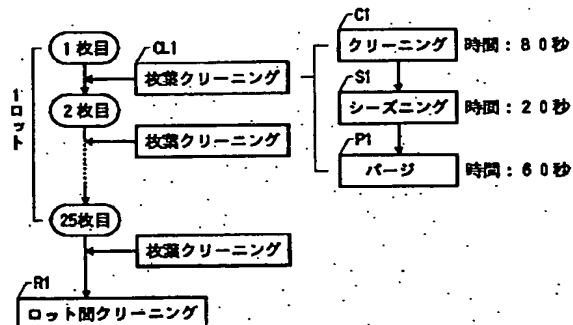 1枚目
CL1
枚葉クリーニング
2枚目
枚葉クリーニング
25枚目
枚葉クリーニング
R1
ロット間クリーニング
1ロット
C1
クリーニング 時間：80秒
S1
シーズニング 時間：20秒
P1
パージ 時間：60秒